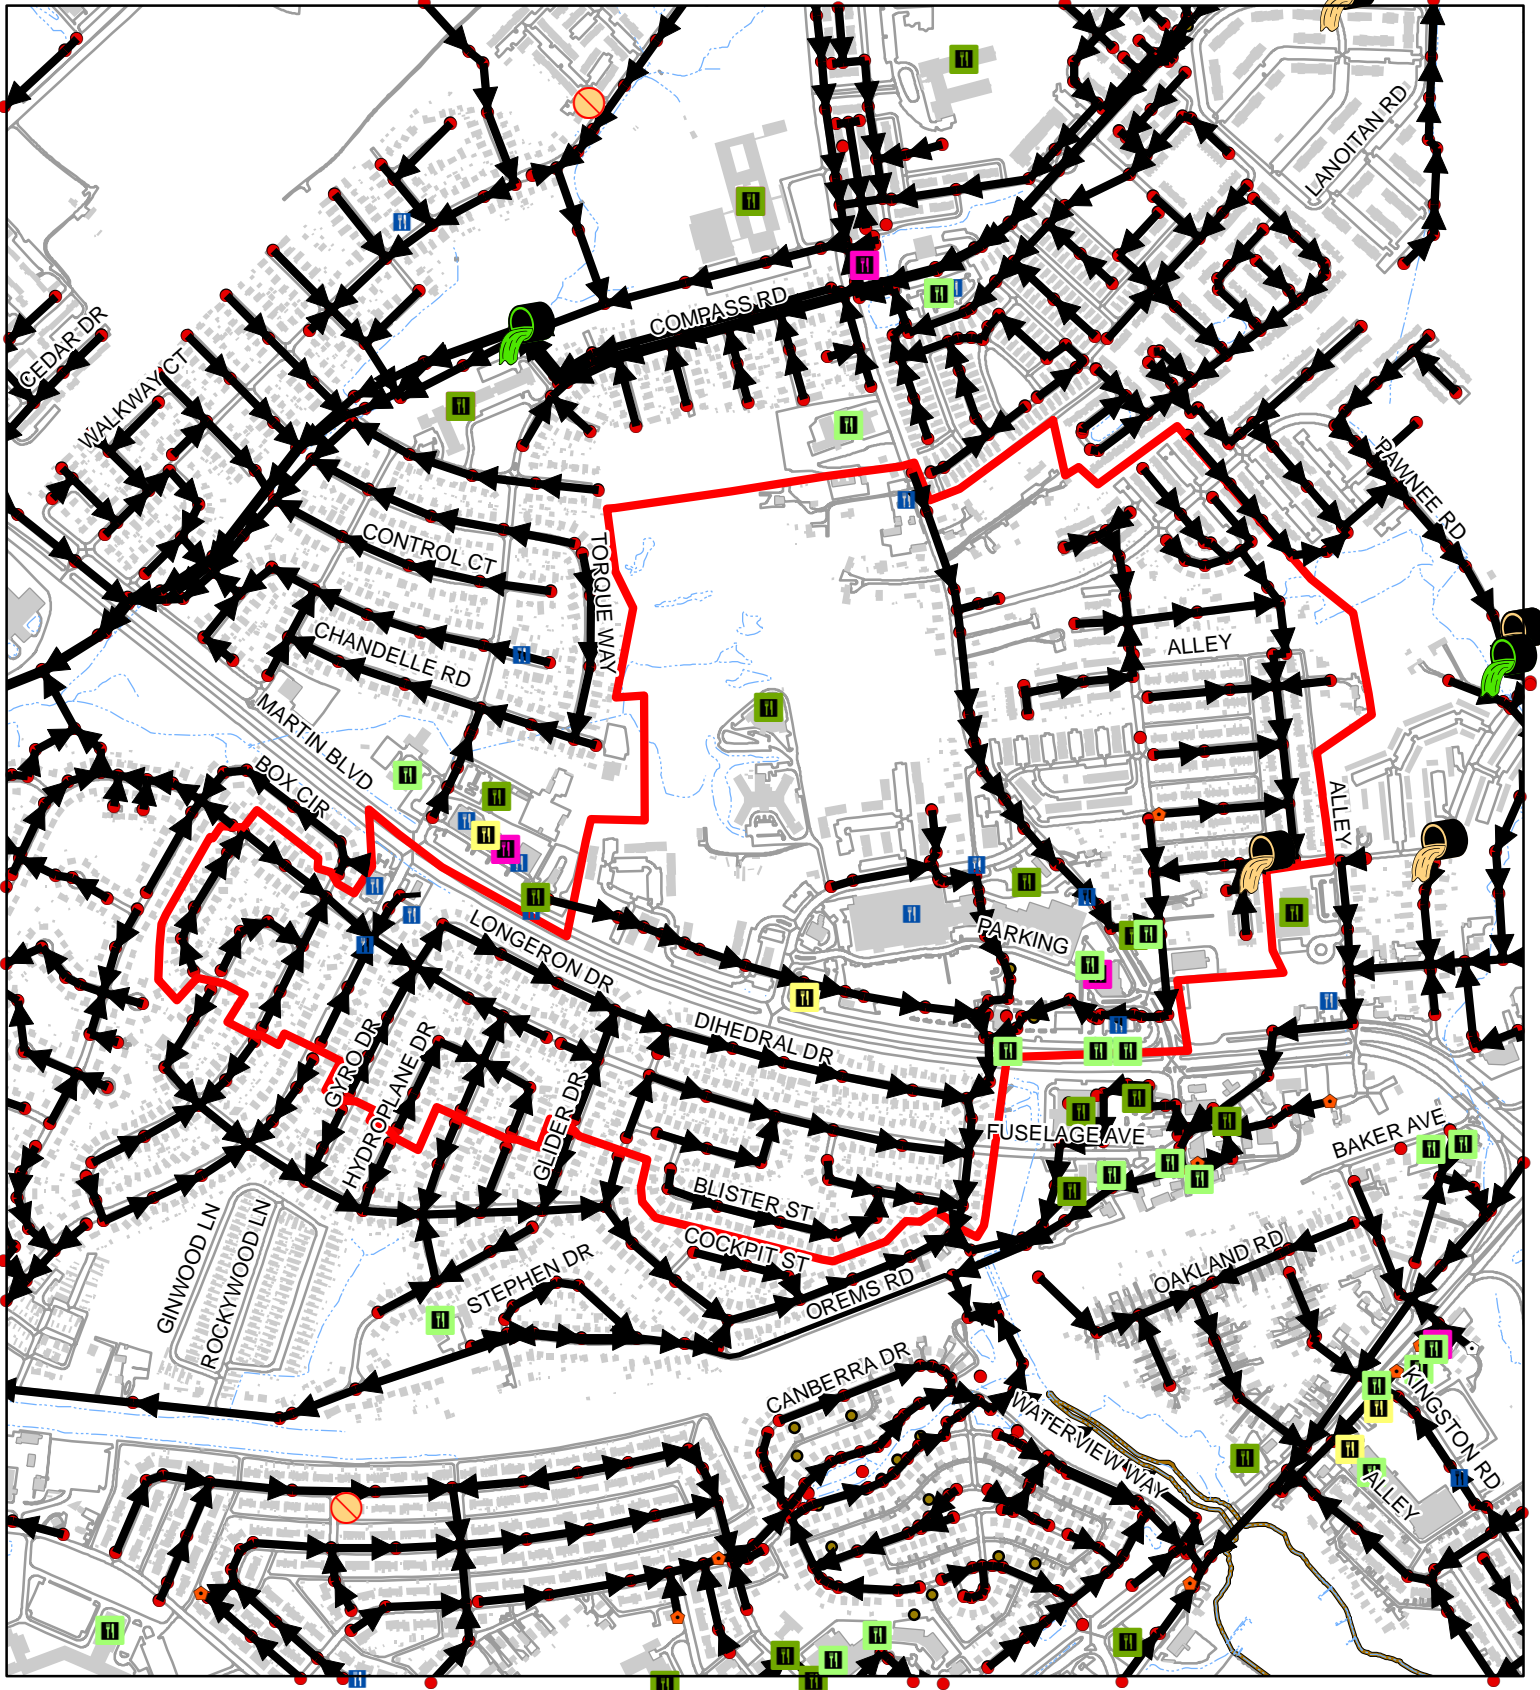 LANOITAN RD
COMPASS RD
CEDAR DR
WALKWAY CT
PAWNEE RD
CONTROL CT
TORQUE WAY
CHANDELLE RD
ALLEY
MARTIN BLVD
BOX CIR
ALLEY
LONGERON DR
PARKING
DIHEDRAL DR
GYRO DR
HYDROPLANE DR
GLIDER DR
FUSELAGE AVE
BAKER AVE
BLISTER ST
GINWOOD LN
ROCKYWOOD LN
COCKPIT ST
STEPHEN DR
OREMS RD
OAKLAND RD
CANBERRA DR
WATERVIEW WAY
KINGSTON RD
ALLEY